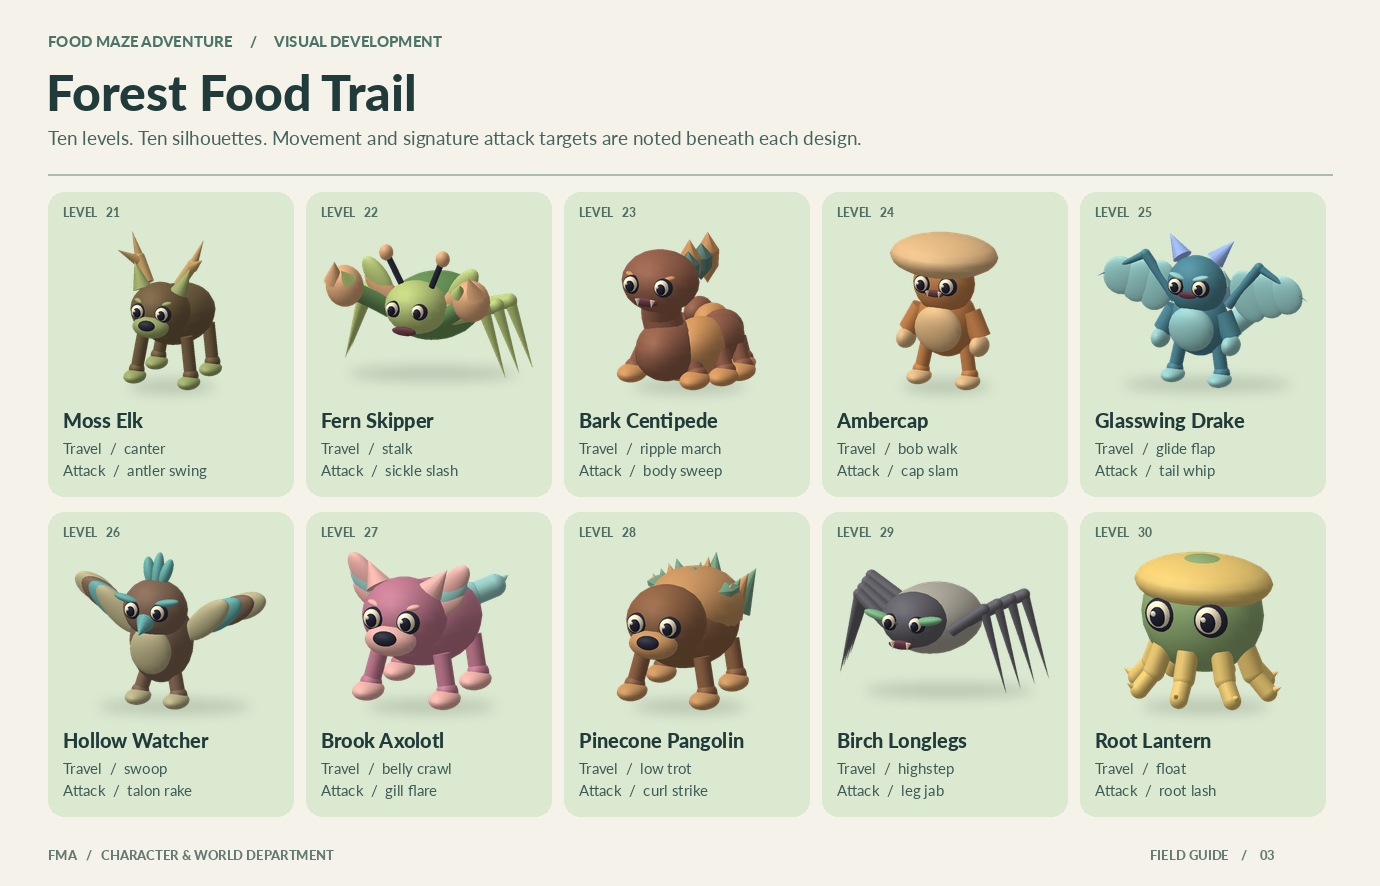 FOOD MAZE ADVENTURE / VISUAL DEVELOPMENT
Forest Food Trail
Ten levels. Ten silhouettes. Movement and signature attack targets are noted beneath each design.
LEVEL 21
Moss Elk
Travel / canter
Attack / antler swing
LEVEL 22
Fern Skipper
Travel / stalk
Attack / sickle slash
LEVEL 23
Bark Centipede
Travel / ripple march
Attack / body sweep
LEVEL 24
Ambercap
Travel / bob walk
Attack / cap slam
LEVEL 25
Glasswing Drake
Travel / glide flap
Attack / tail whip
LEVEL 26
Hollow Watcher
Travel / swoop
Attack / talon rake
LEVEL 27
Brook Axolotl
Travel / belly crawl
Attack / gill flare
LEVEL 28
Pinecone Pangolin
Travel / low trot
Attack / curl strike
LEVEL 29
Birch Longlegs
Travel / highstep
Attack / leg jab
LEVEL 30
Root Lantern
Travel / float
Attack / root lash
FMA / CHARACTER & WORLD DEPARTMENT
FIELD GUIDE / 03